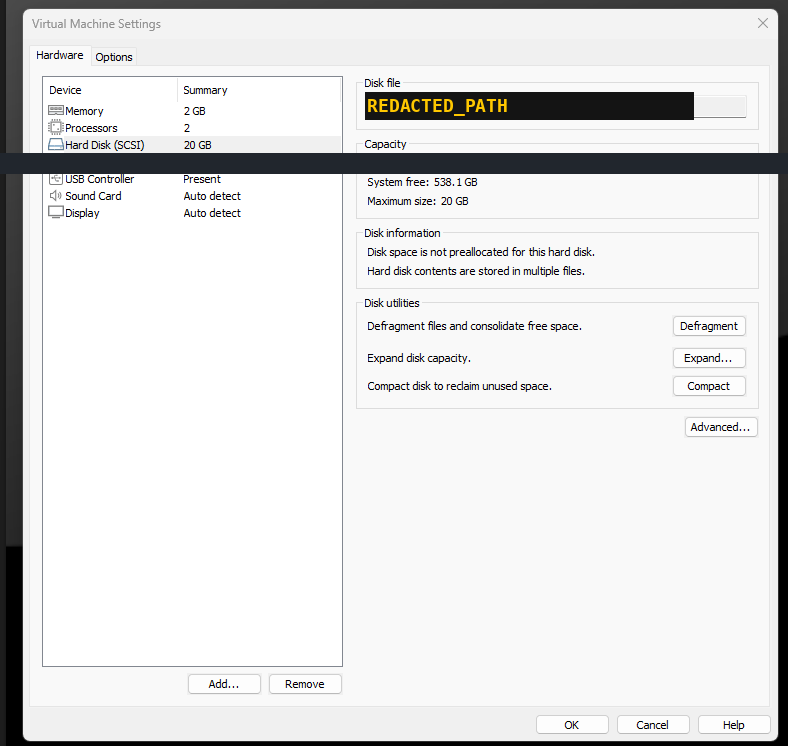 Virtual Machine Settings
Hardware Options
Device Summary
Memory 2 GB
Processors 2
Hard Disk (SCSI) 20 GB
USB Controller Present
Sound Card Auto detect
Display Auto detect
Add... Remove
Disk file
REDACTED_PATH
Capacity
System free: 538.1 GB
Maximum size: 20 GB
Disk information
Disk space is not preallocated for this hard disk.
Hard disk contents are stored in multiple files.
Disk utilities
Defragment files and consolidate free space. Defragment
Expand disk capacity. Expand...
Compact disk to reclaim unused space. Compact
Advanced...
OK Cancel Help